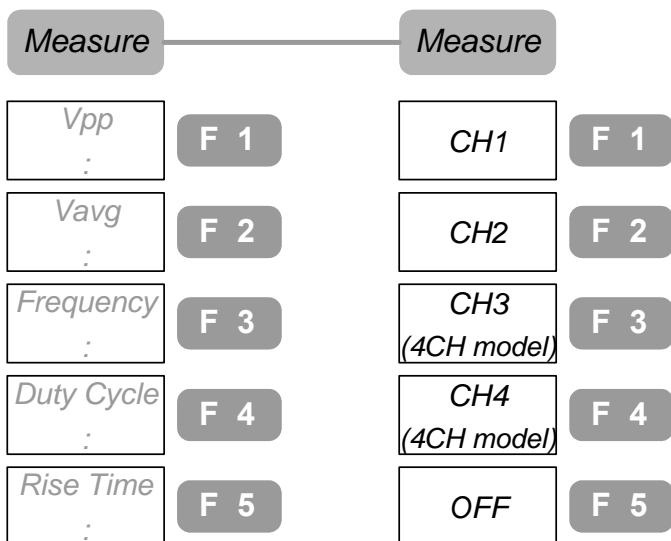 Measure
Measure
Vpp
:
F 1
CH1
F 1
Vavg
:
F 2
CH2
F 2
Frequency
:
F 3
CH3
(4CH model)
F 3
Duty Cycle
:
F 4
CH4
(4CH model)
F 4
Rise Time
:
F 5
OFF
F 5